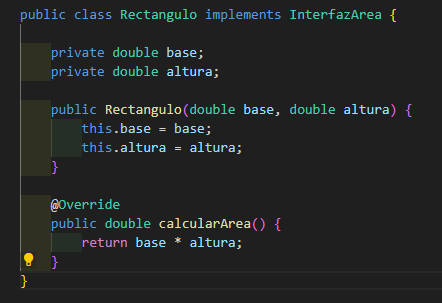 public class Rectangulo implements InterfazArea {
private double base;
private double altura;
public Rectangulo(double base, double altura) {
this.base = base;
this.altura = altura;
}
@Override
public double calcularArea() {
return base * altura;
}
}